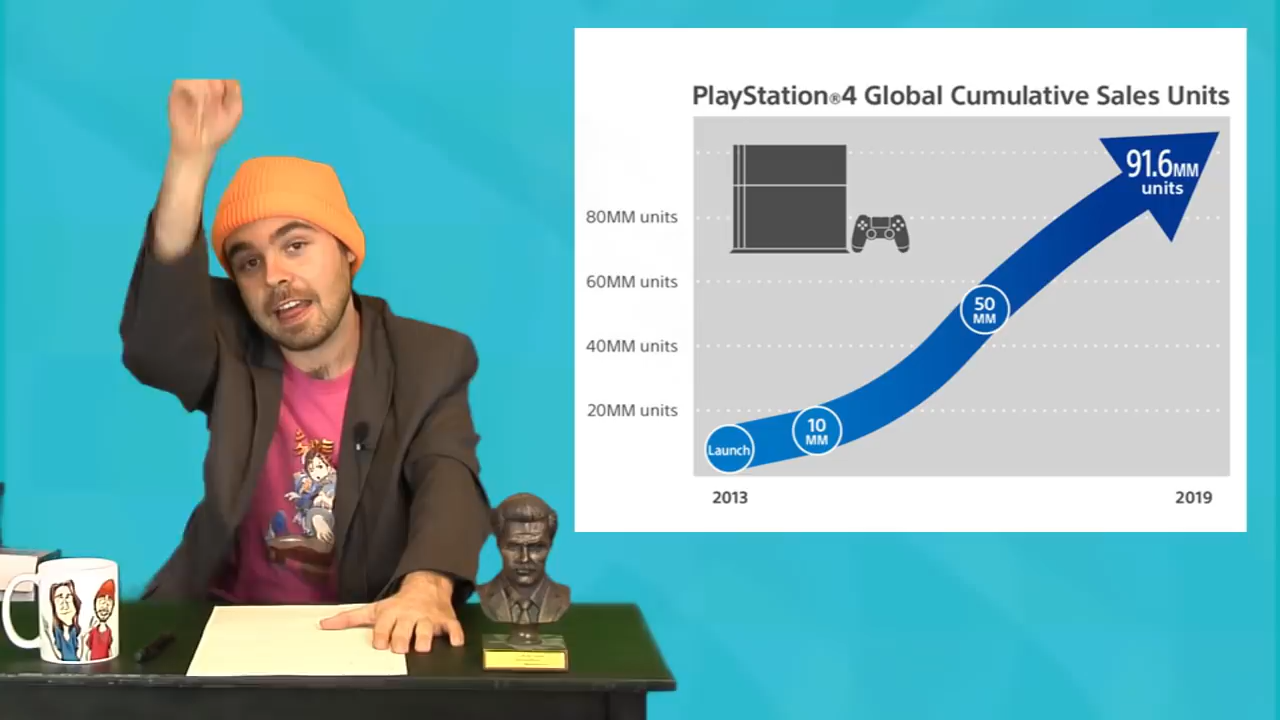 PlayStation®4 Global Cumulative Sales Units
91.6MM
units
80MM units
60MM units
50
MM
40MM units
20MM units
10
MM
Launch
2013
2019